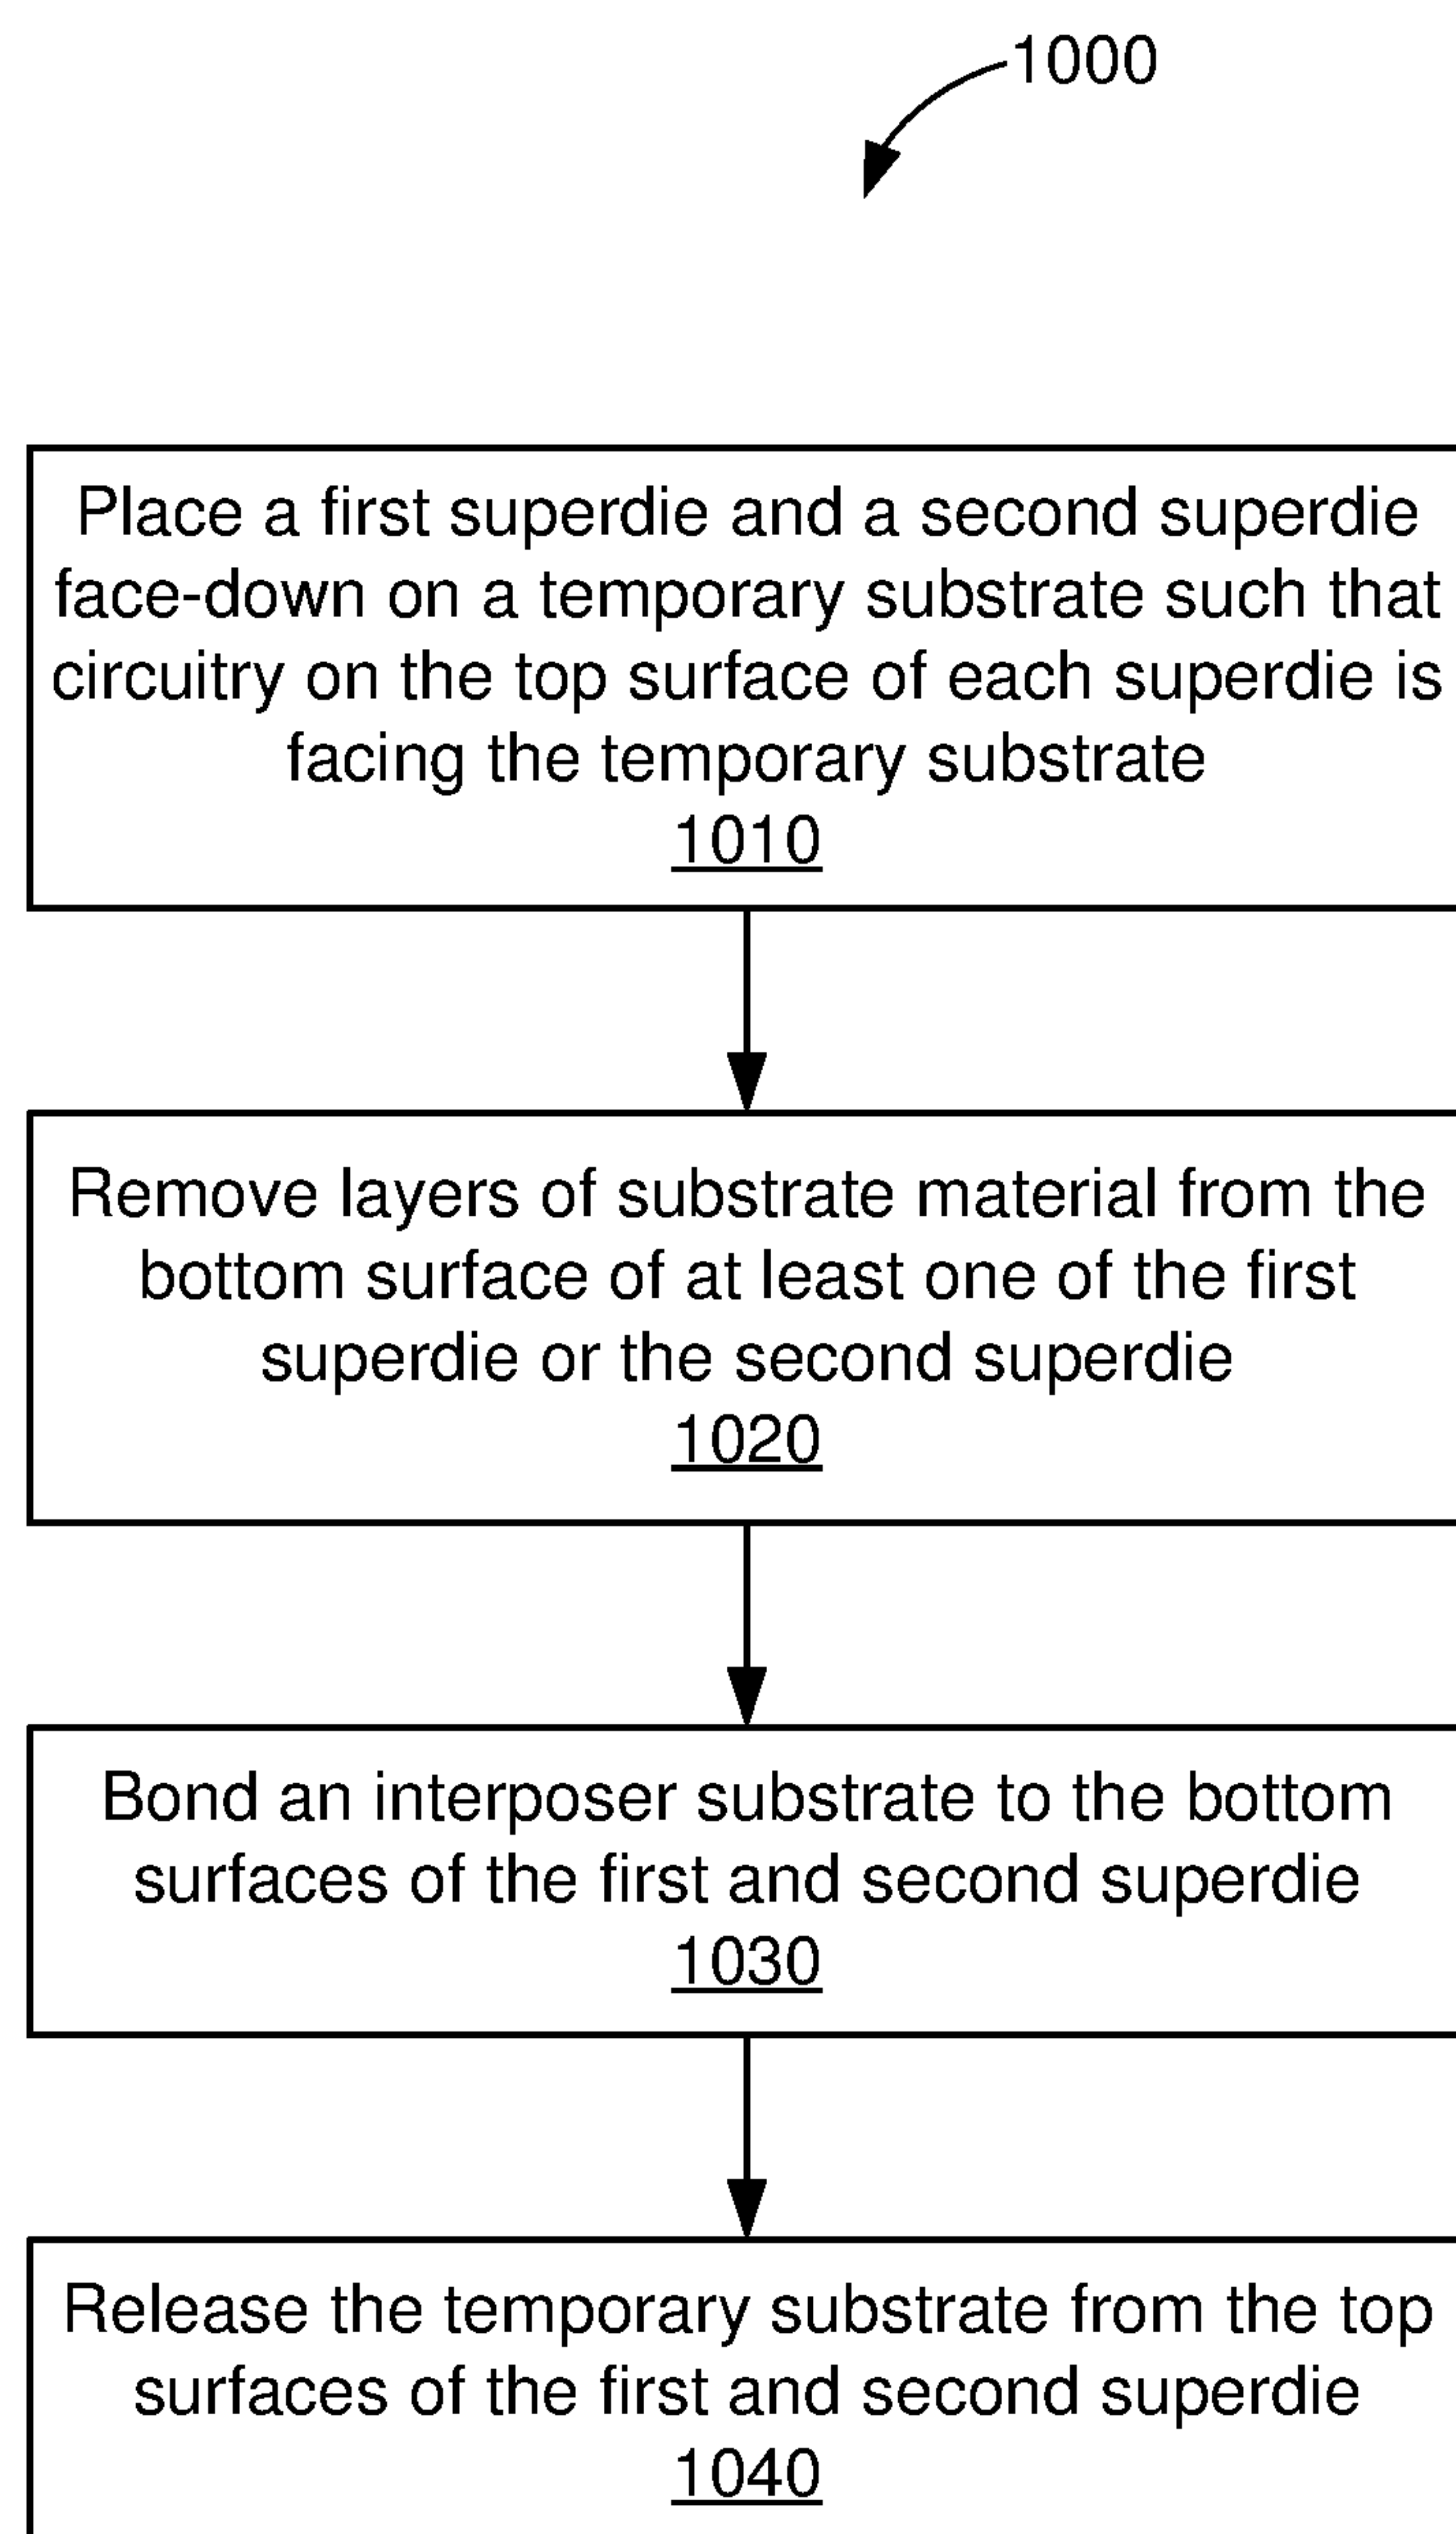 1000
Place a first superdie and a second superdie
face-down on a temporary substrate such that
circuitry on the top surface of each superdie is
facing the temporary substrate
1010
Remove layers of substrate material from the
bottom surface of at least one of the first
superdie or the second superdie
1020
Bond an interposer substrate to the bottom
surfaces of the first and second superdie
1030
Release the temporary substrate from the top
surfaces of the first and second superdie
1040